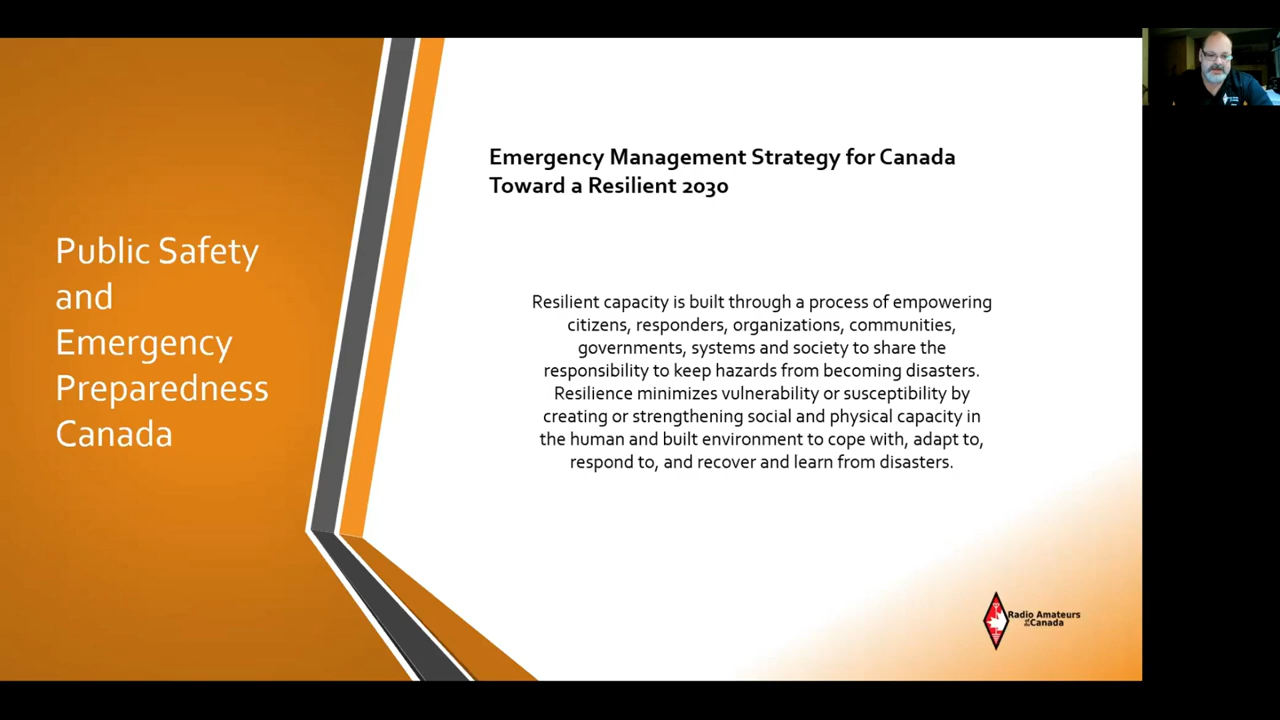 Public Safety
and
Emergency
Preparedness
Canada
Emergency Management Strategy for Canada
Toward a Resilient 2030
Resilient capacity is built through a process of empowering
citizens, responders, organizations, communities,
governments, systems and society to share the
responsibility to keep hazards from becoming disasters.
Resilience minimizes vulnerability or susceptibility by
creating or strengthening social and physical capacity in
the human and built environment to cope with, adapt to,
respond to, and recover and learn from disasters.
Radio Amateurs
of Canada